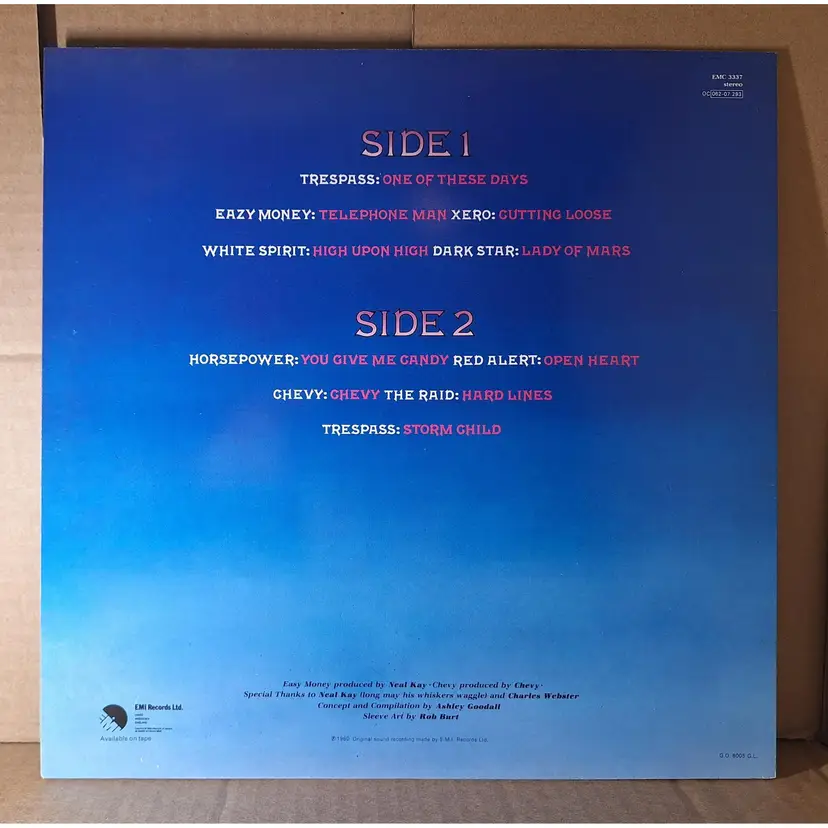 EMC 3337
stereo
OC 062-07 283
SIDE 1
TRESPASS: ONE OF THESE DAYS
EAZY MONEY: TELEPHONE MAN XERO: CUTTING LOOSE
WHITE SPIRIT: HIGH UPON HIGH DARK STAR: LADY OF MARS
SIDE 2
HORSEPOWER: YOU GIVE ME CANDY RED ALERT: OPEN HEART
CHEVY: CHEVY THE RAID: HARD LINES
TRESPASS: STORM CHILD
Easy Money produced by Neal Kay · Chevy produced by Chevy ·
Special Thanks to Neal Kay (long may his whiskers waggle) and Charles Webster
Concept and Compilation by Ashley Goodall
Sleeve Art by Rob Burt
EMI Records Ltd.
Available on tape
℗ 1980 Original sound recording made by E.M.I. Records Ltd.